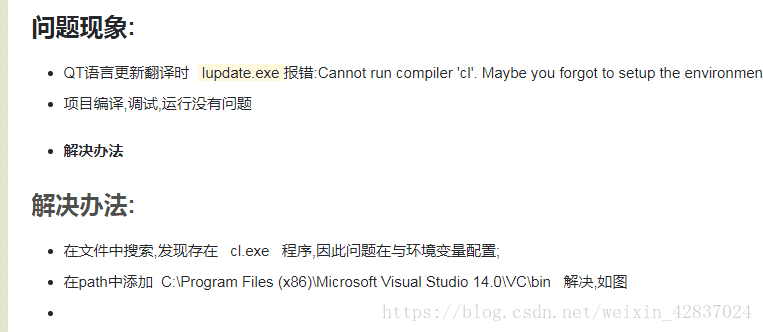 问题现象:
QT语言更新翻译时 lupdate.exe 报错:Cannot run compiler 'cl'. Maybe you forgot to setup the environmen
项目编译,调试,运行没有问题
解决办法
解决办法:
在文件中搜索,发现存在 cl.exe 程序,因此问题在与环境变量配置;
在path中添加 C:\Program Files (x86)\Microsoft Visual Studio 14.0\VC\bin 解决,如图
https://blog.csdn.net/weixin_42837024